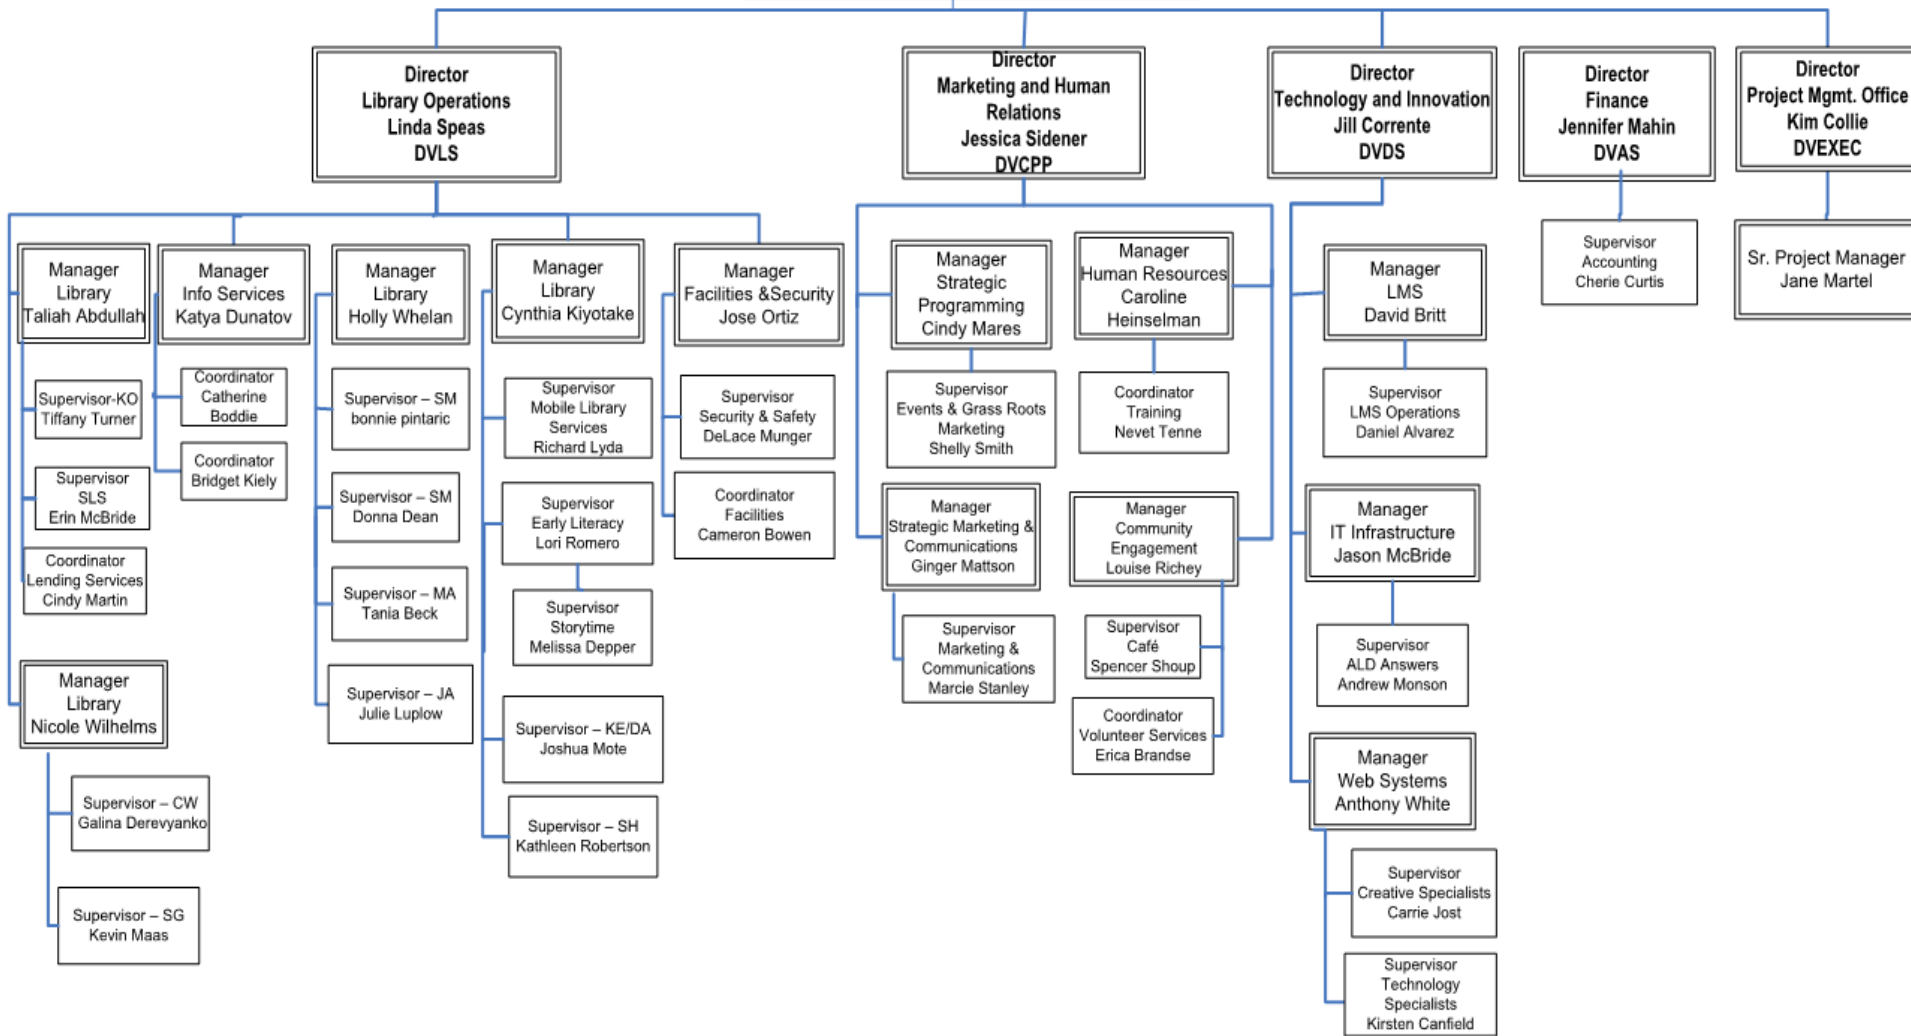 Director
Library Operations
Linda Speas
DVLS
Director
Marketing and Human
Relations
Jessica Sidener
DVCPP
Director
Technology and Innovation
Jill Corrente
DVDS
Director
Finance
Jennifer Mahin
DVAS
Director
Project Mgmt. Office
Kim Collie
DVEXEC
Manager
Library
Taliah Abdullah
Manager
Info Services
Katya Dunatov
Manager
Library
Holly Whelan
Manager
Library
Cynthia Kiyotake
Manager
Facilities &Security
Jose Ortiz
Manager
Strategic
Programming
Cindy Mares
Manager
Human Resources
Caroline
Heinselman
Manager
LMS
David Britt
Supervisor
Accounting
Cherie Curtis
Sr. Project Manager
Jane Martel
Supervisor-KO
Tiffany Turner
Coordinator
Catherine
Boddie
Supervisor – SM
bonnie pintaric
Supervisor
Mobile Library
Services
Richard Lyda
Supervisor
Security & Safety
DeLace Munger
Supervisor
Events & Grass Roots
Marketing
Shelly Smith
Coordinator
Training
Nevet Tenne
Supervisor
LMS Operations
Daniel Alvarez
Supervisor
SLS
Erin McBride
Coordinator
Bridget Kiely
Supervisor – SM
Donna Dean
Supervisor
Early Literacy
Lori Romero
Coordinator
Facilities
Cameron Bowen
Manager
Strategic Marketing &
Communications
Ginger Mattson
Manager
Community
Engagement
Louise Richey
Manager
IT Infrastructure
Jason McBride
Coordinator
Lending Services
Cindy Martin
Supervisor – MA
Tania Beck
Supervisor
Storytime
Melissa Depper
Supervisor
Marketing &
Communications
Marcie Stanley
Supervisor
Café
Spencer Shoup
Supervisor
ALD Answers
Andrew Monson
Manager
Library
Nicole Wilhelms
Supervisor – JA
Julie Luplow
Supervisor – KE/DA
Joshua Mote
Coordinator
Volunteer Services
Erica Brandse
Manager
Web Systems
Anthony White
Supervisor – CW
Galina Derevyanko
Supervisor – SH
Kathleen Robertson
Supervisor
Creative Specialists
Carrie Jost
Supervisor – SG
Kevin Maas
Supervisor
Technology
Specialists
Kirsten Canfield